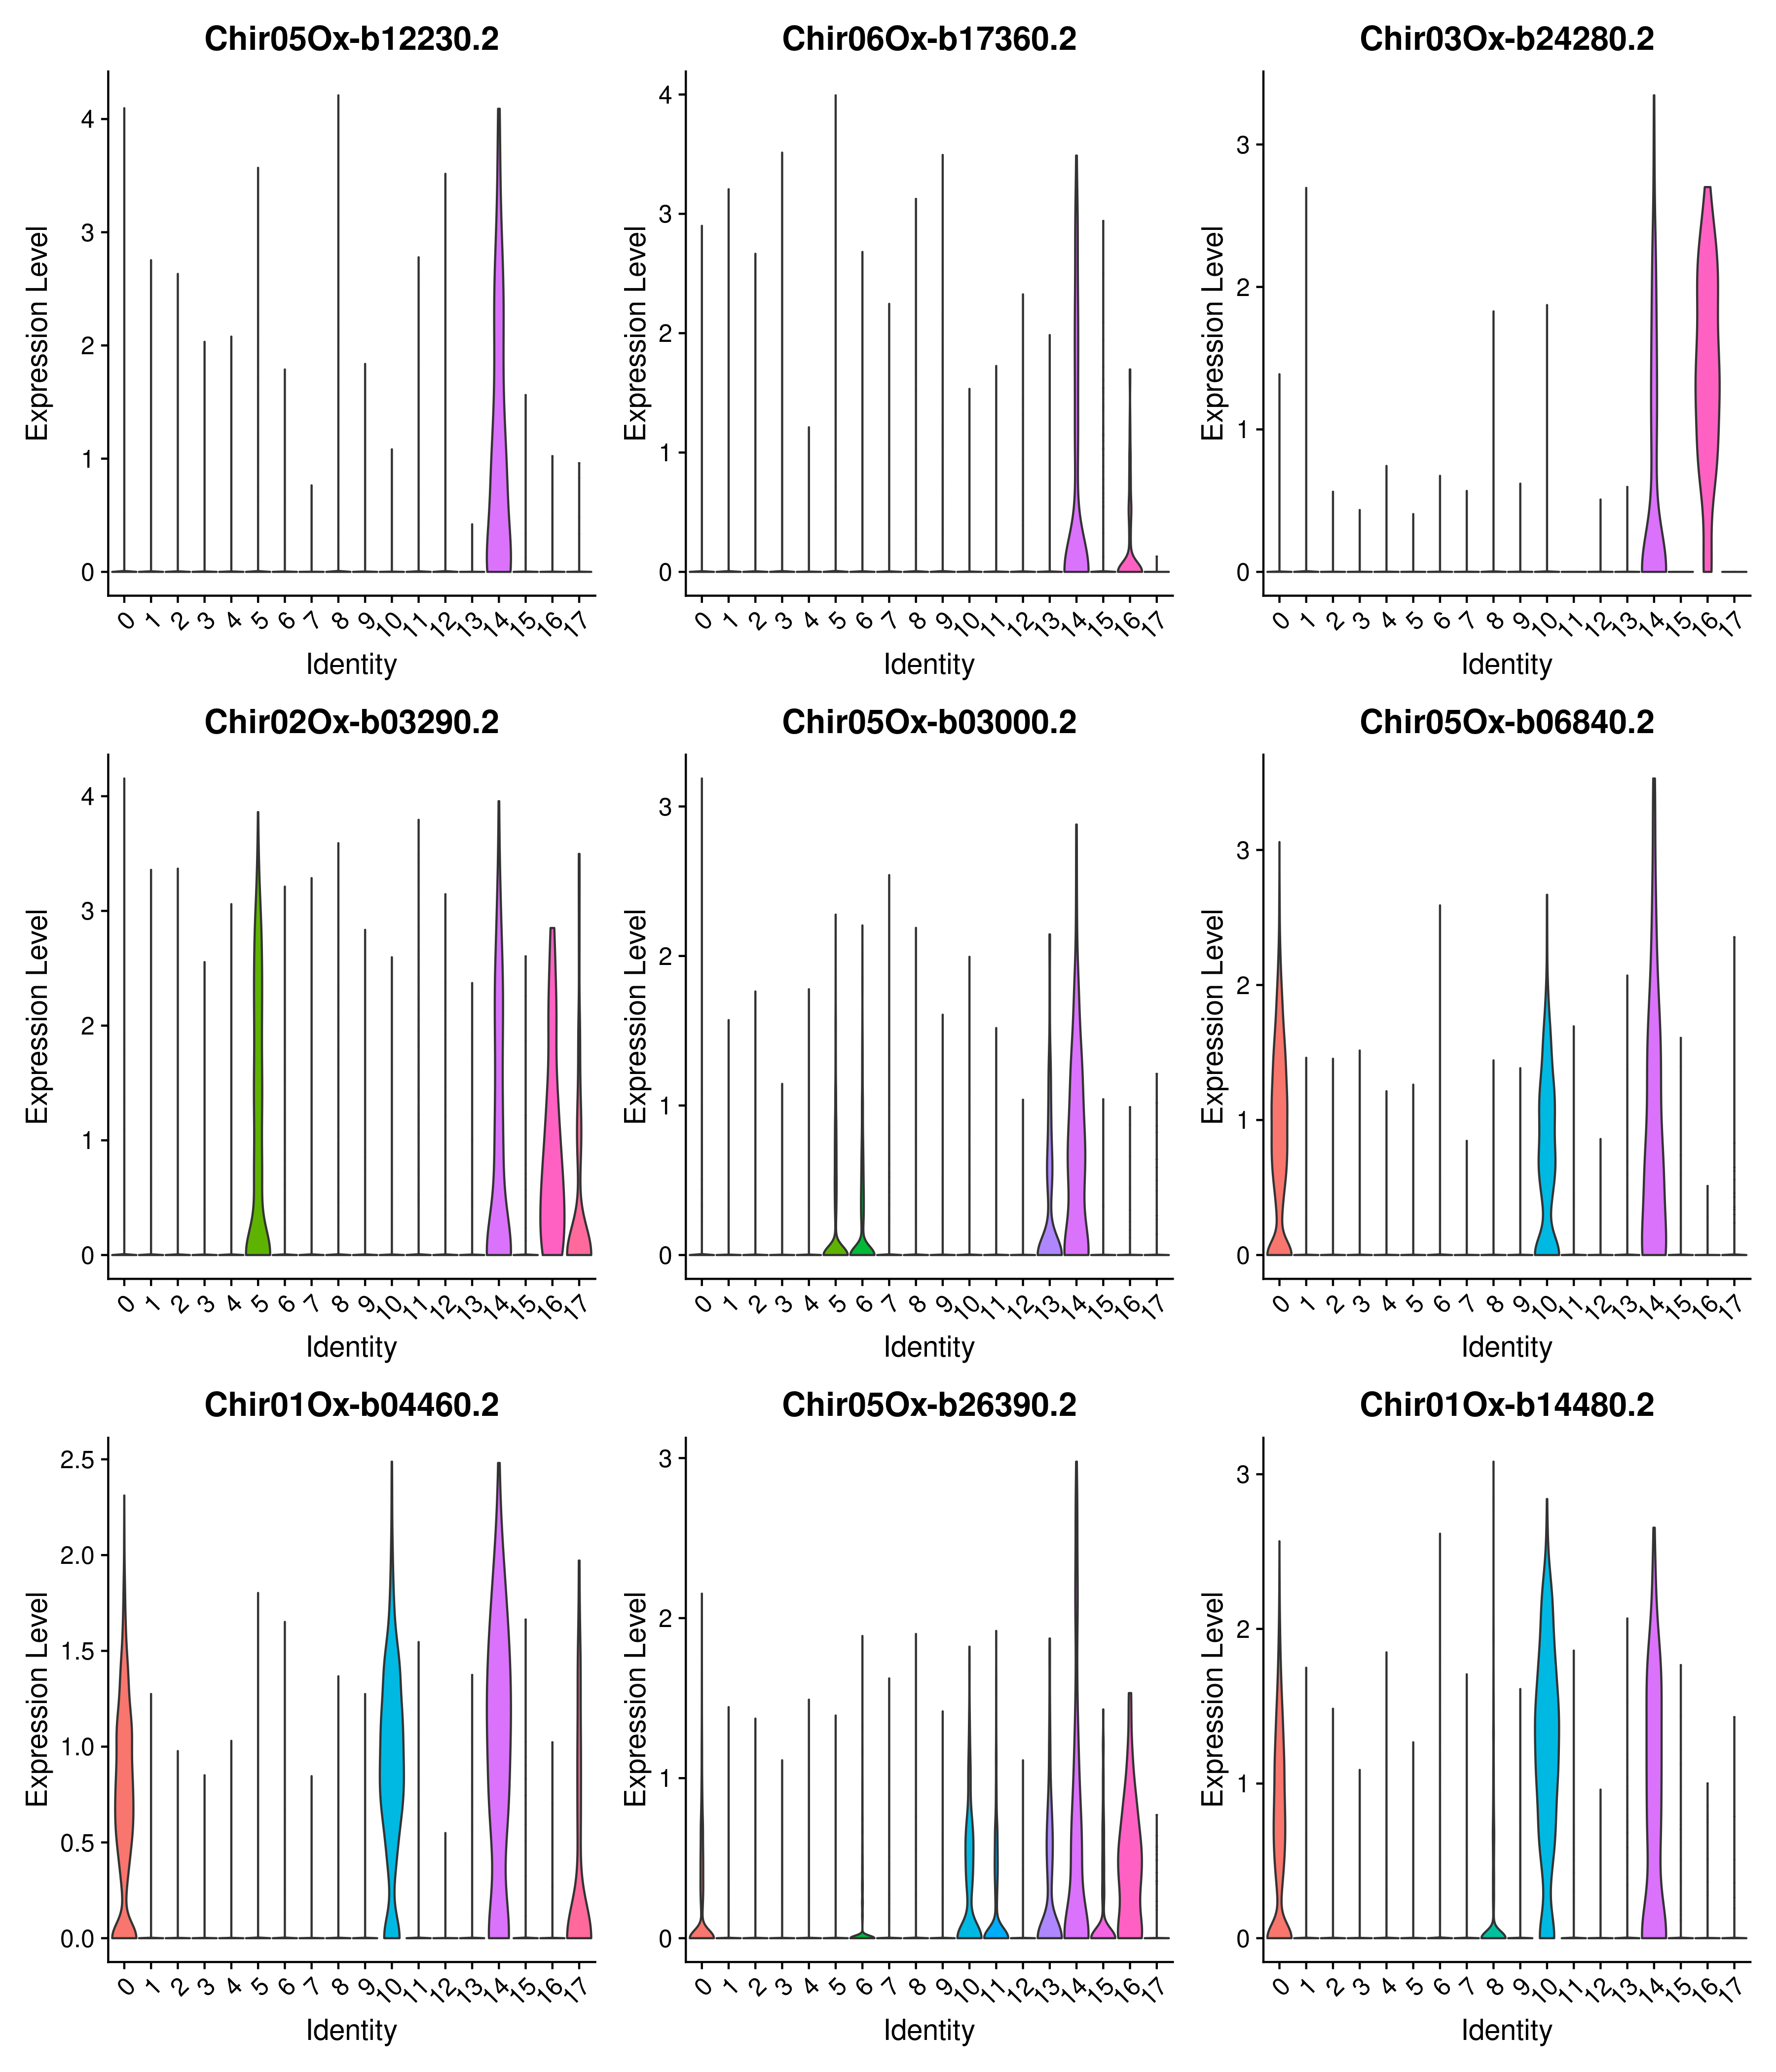 Chir05Ox-b12230.2 Chir06Ox-b17360.2 Chir03Ox-b24280.2
Expression Level
4
3
2
1
0
0 1 2 3 4 5 6 7 8 9 10 11 12 13 14 15 16 17
Identity
Expression Level
4
3
2
1
0
0 1 2 3 4 5 6 7 8 9 10 11 12 13 14 15 16 17
Identity
Expression Level
3
2
1
0
0 1 2 3 4 5 6 7 8 9 10 11 12 13 14 15 16 17
Identity
Chir02Ox-b03290.2 Chir05Ox-b03000.2 Chir05Ox-b06840.2
Expression Level
4
3
2
1
0
0 1 2 3 4 5 6 7 8 9 10 11 12 13 14 15 16 17
Identity
Expression Level
3
2
1
0
0 1 2 3 4 5 6 7 8 9 10 11 12 13 14 15 16 17
Identity
Expression Level
3
2
1
0
0 1 2 3 4 5 6 7 8 9 10 11 12 13 14 15 16 17
Identity
Chir01Ox-b04460.2 Chir05Ox-b26390.2 Chir01Ox-b14480.2
Expression Level
2.5
2.0
1.5
1.0
0.5
0.0
0 1 2 3 4 5 6 7 8 9 10 11 12 13 14 15 16 17
Identity
Expression Level
3
2
1
0
0 1 2 3 4 5 6 7 8 9 10 11 12 13 14 15 16 17
Identity
Expression Level
3
2
1
0
0 1 2 3 4 5 6 7 8 9 10 11 12 13 14 15 16 17
Identity